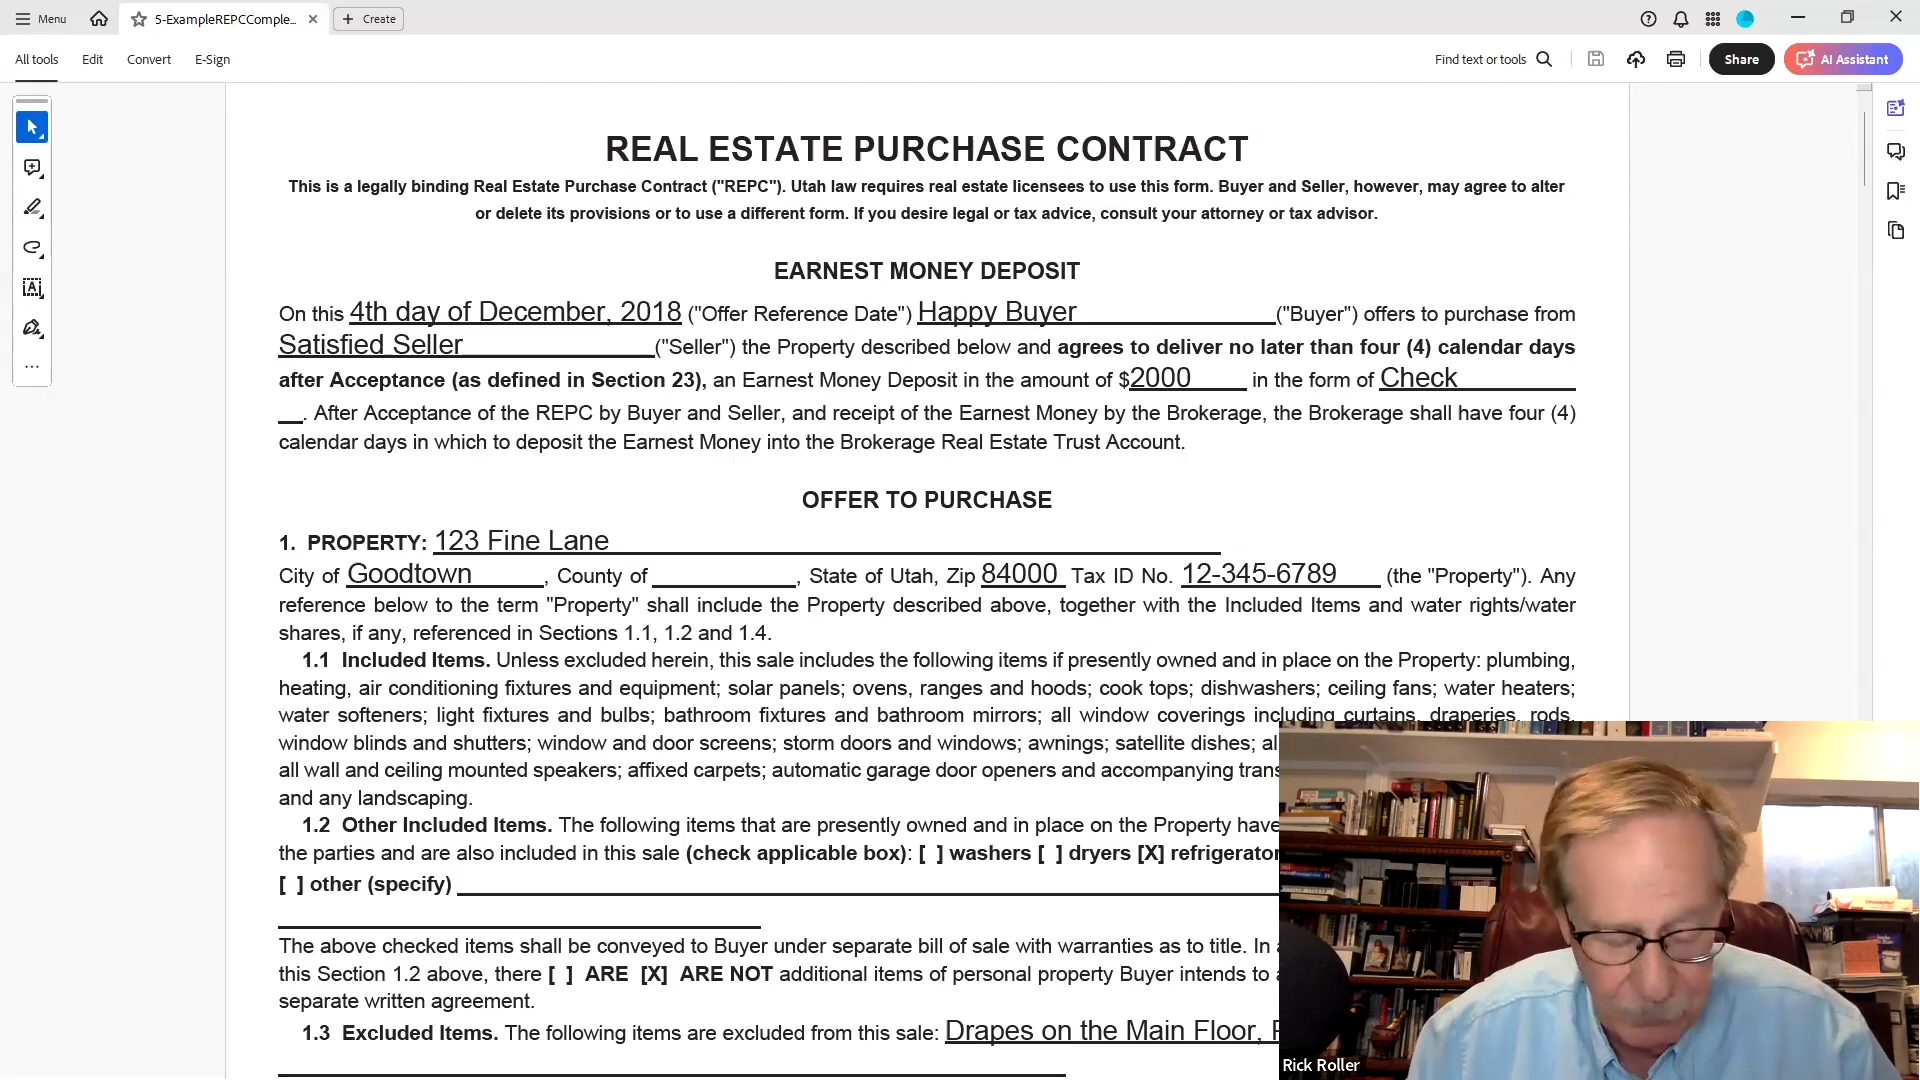 Menu
5-ExampleREPCComple...
Create
All tools
Edit
Convert
E-Sign
Find text or tools
Share
AI Assistant
REAL ESTATE PURCHASE CONTRACT
This is a legally binding Real Estate Purchase Contract ("REPC"). Utah law requires real estate licensees to use this form. Buyer and Seller, however, may agree to alter
or delete its provisions or to use a different form. If you desire legal or tax advice, consult your attorney or tax advisor.
EARNEST MONEY DEPOSIT
On this 4th day of December, 2018 ("Offer Reference Date") Happy Buyer ("Buyer") offers to purchase from
Satisfied Seller ("Seller") the Property described below and agrees to deliver no later than four (4) calendar days
after Acceptance (as defined in Section 23), an Earnest Money Deposit in the amount of $2000 in the form of Check
. After Acceptance of the REPC by Buyer and Seller, and receipt of the Earnest Money by the Brokerage, the Brokerage shall have four (4)
calendar days in which to deposit the Earnest Money into the Brokerage Real Estate Trust Account.
OFFER TO PURCHASE
1. PROPERTY: 123 Fine Lane
City of Goodtown, County of , State of Utah, Zip 84000 Tax ID No. 12-345-6789 (the "Property"). Any
reference below to the term "Property" shall include the Property described above, together with the Included Items and water rights/water
shares, if any, referenced in Sections 1.1, 1.2 and 1.4.
1.1 Included Items. Unless excluded herein, this sale includes the following items if presently owned and in place on the Property: plumbing,
heating, air conditioning fixtures and equipment; solar panels; ovens, ranges and hoods; cook tops; dishwashers; ceiling fans; water heaters;
water softeners; light fixtures and bulbs; bathroom fixtures and bathroom mirrors; all window coverings including curtains, draperies, rods,
window blinds and shutters; window and door screens; storm doors and windows; awnings; satellite dishes; al
all wall and ceiling mounted speakers; affixed carpets; automatic garage door openers and accompanying trans
and any landscaping.
1.2 Other Included Items. The following items that are presently owned and in place on the Property have
the parties and are also included in this sale (check applicable box): [ ] washers [ ] dryers [X] refrigerator
[ ] other (specify)
The above checked items shall be conveyed to Buyer under separate bill of sale with warranties as to title. In
this Section 1.2 above, there [ ] ARE [X] ARE NOT additional items of personal property Buyer intends to
separate written agreement.
1.3 Excluded Items. The following items are excluded from this sale: Drapes on the Main Floor,
Rick Roller